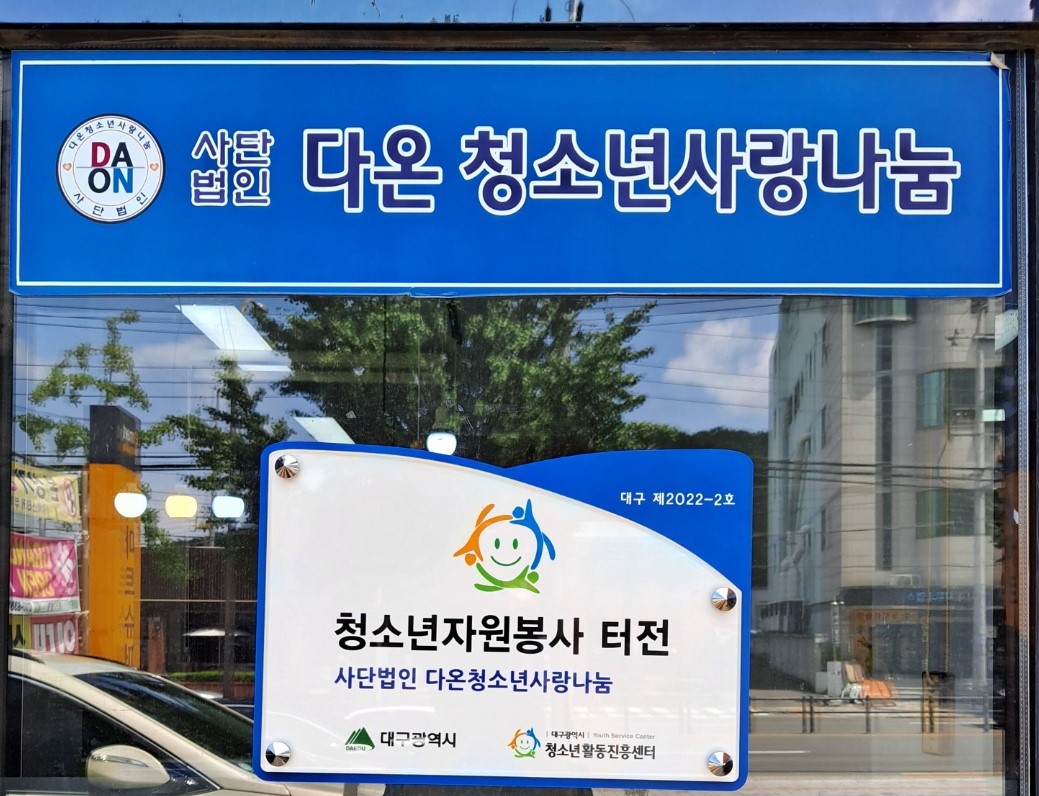 다온청소년사랑나눔
DA
ON
사단법인
사단
법인
다온 청소년사랑나눔
대구 제2022-2호
청소년자원봉사 터전
사단법인 다온청소년사랑나눔
DAEGU 대구광역시
대구광역시 | Youth Service Center
청소년활동진흥센터